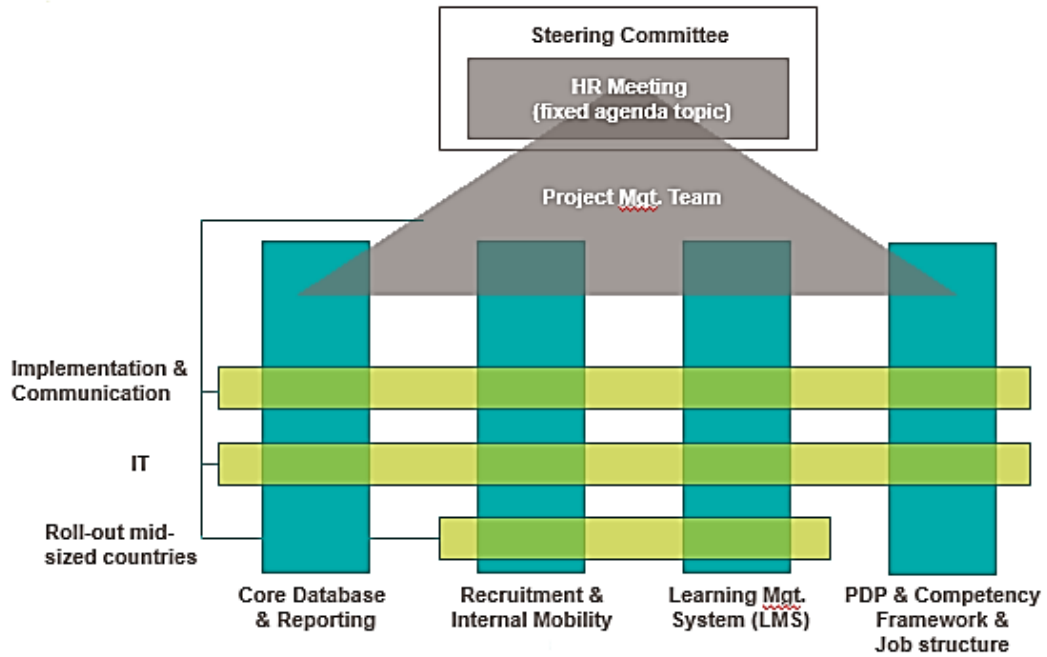 Steering Committee
HR Meeting
(fixed agenda topic)
Project Mgt. Team
Implementation &
Communication
IT
Roll-out mid-
sized countries
Core Database
& Reporting
Recruitment &
Internal Mobility
Learning Mgt.
System (LMS)
PDP & Competency
Framework &
Job structure